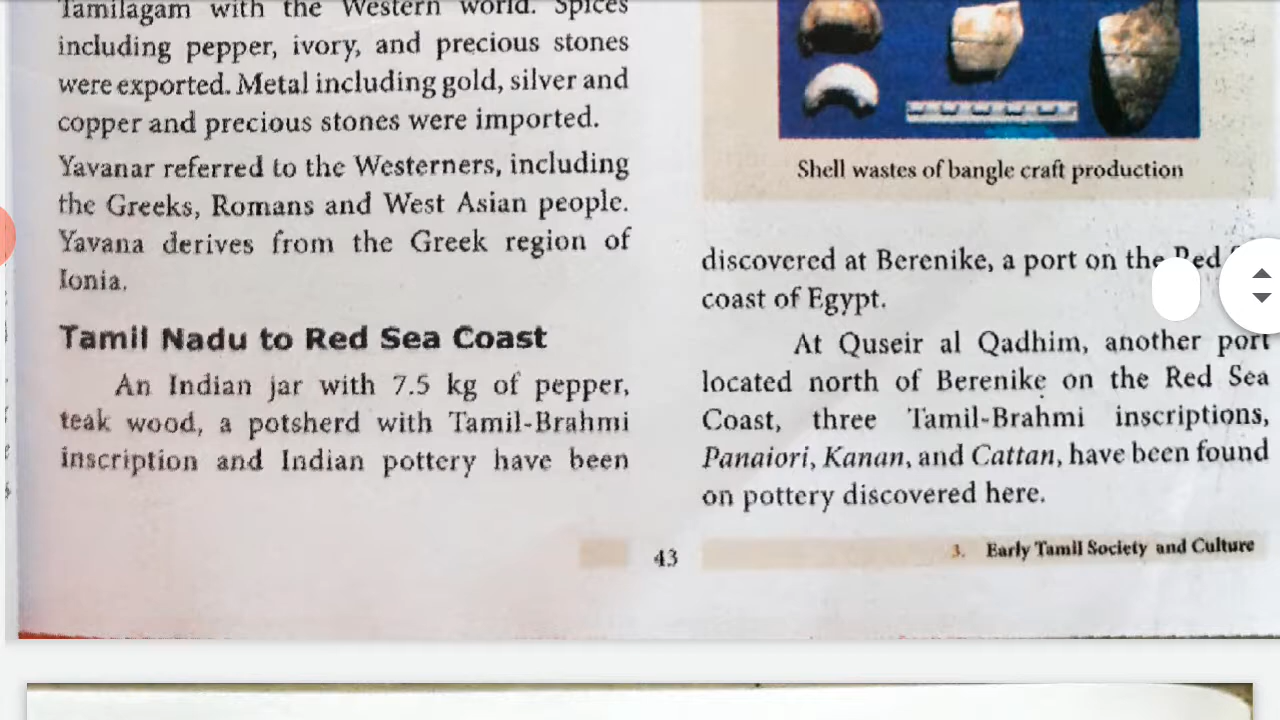 Tamilagam with the Western world. Spices
including pepper, ivory, and precious stones
were exported. Metal including gold, silver and
copper and precious stones were imported.
Yavanar referred to the Westerners, including
the Greeks, Romans and West Asian people.
Yavana derives from the Greek region of
Ionia.
Tamil Nadu to Red Sea Coast
An Indian jar with 7.5 kg of pepper,
teak wood, a potsherd with Tamil-Brahmi
inscription and Indian pottery have been
Shell wastes of bangle craft production
discovered at Berenike, a port on the Red
coast of Egypt.
At Quseir al Qadhim, another port
located north of Berenike on the Red Sea
Coast, three Tamil-Brahmi inscriptions,
Panaiori, Kanan, and Cattan, have been found
on pottery discovered here.
43
3. Early Tamil Society and Culture